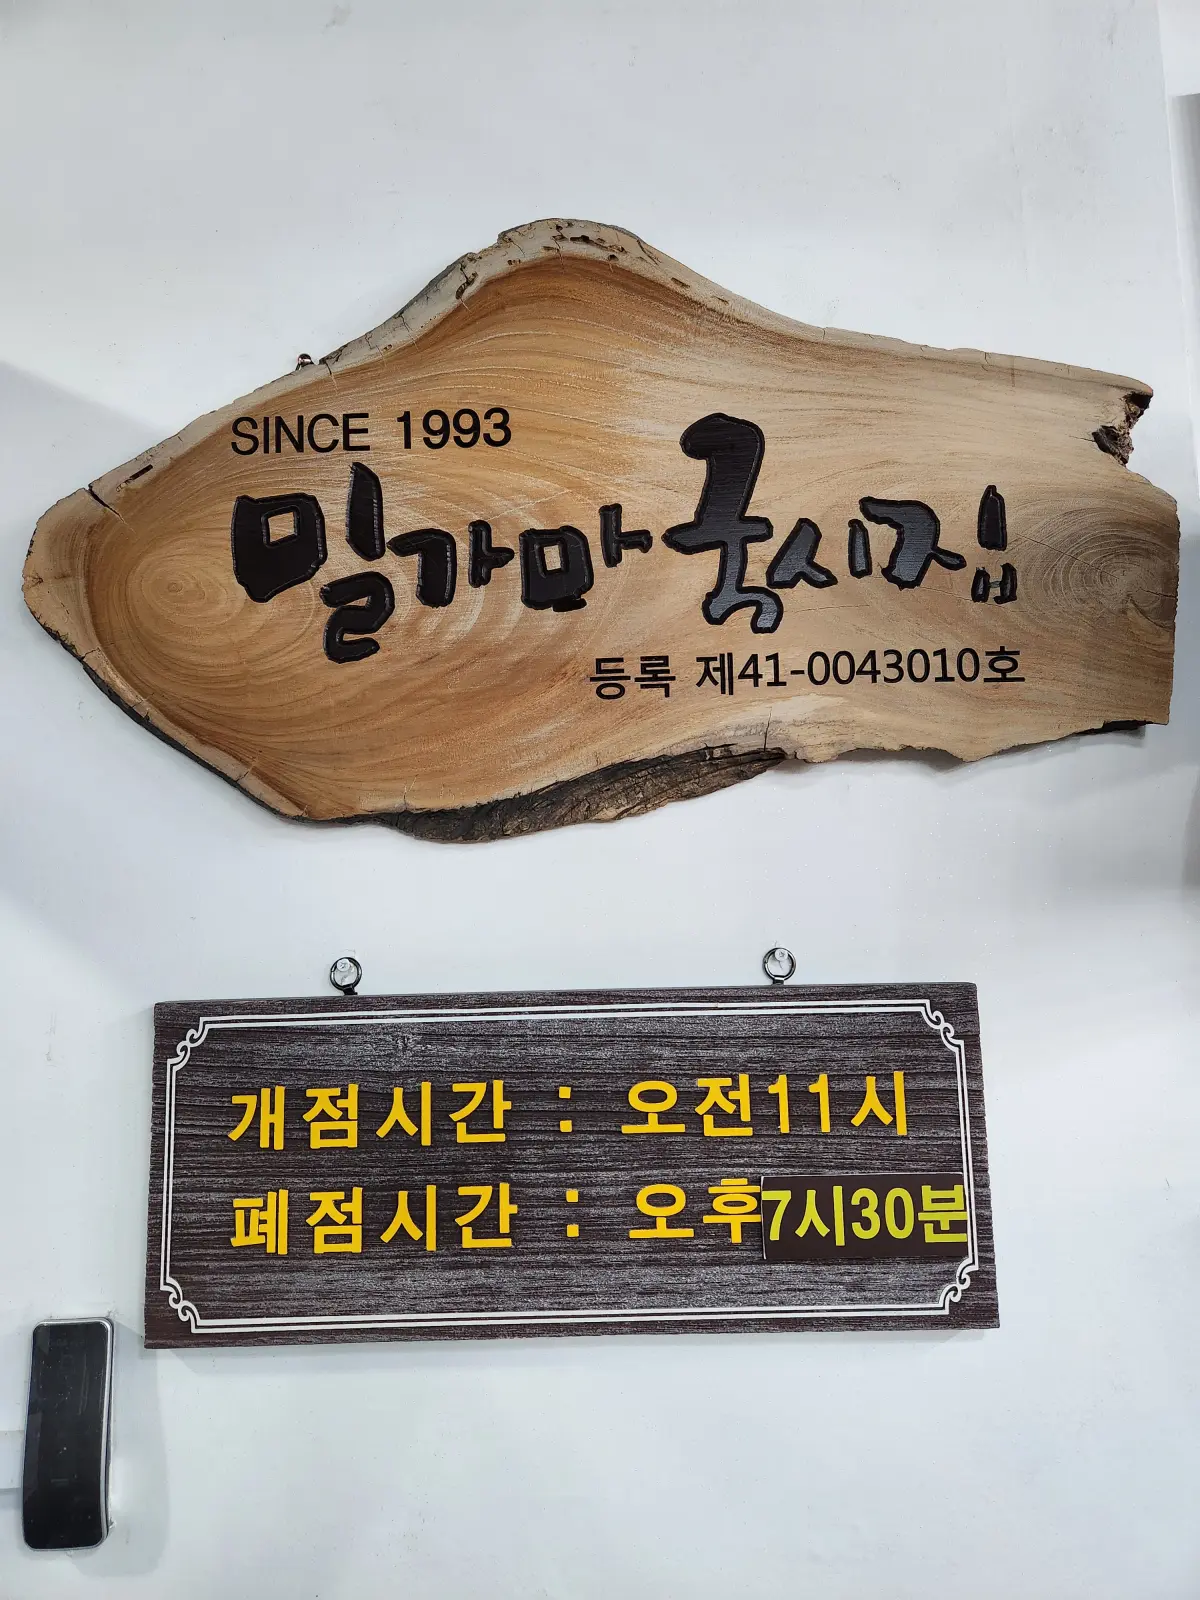 SINCE 1993
밀가마 국시집
등록 제41-0043010호
개점시간 : 오전11시
폐점시간 : 오후7시30분